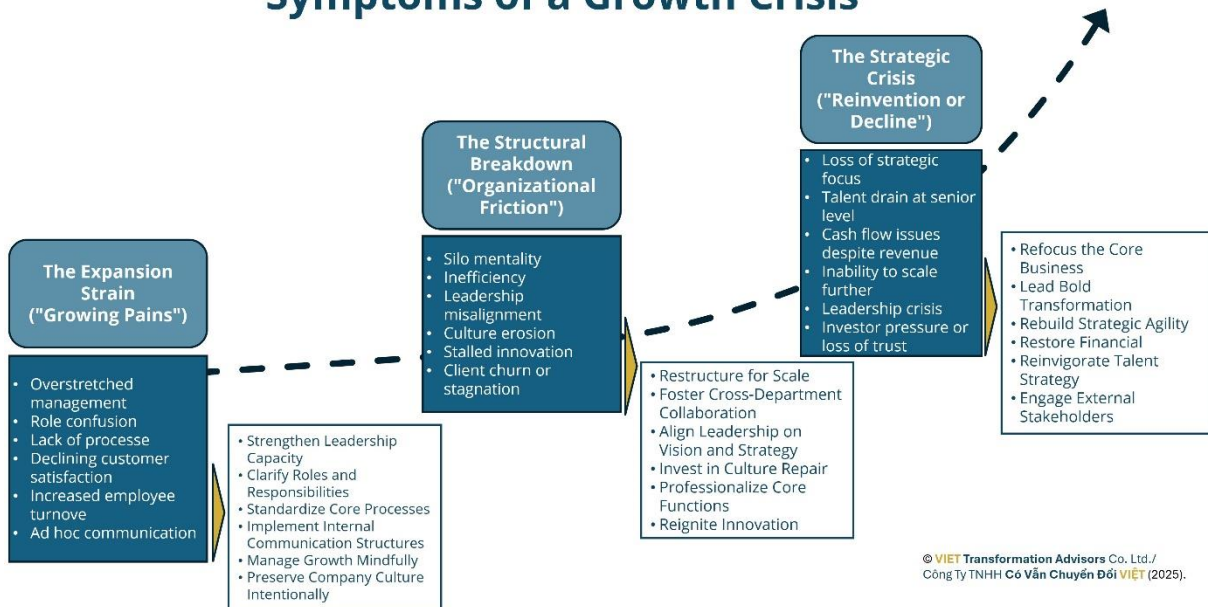 Symptoms of a Growth Crisis
The Expansion
Strain
("Growing Pains")
• Overstretched
management
• Role confusion
• Lack of processe
• Declining customer
satisfaction
• Increased employee
turnove
• Ad hoc communication
• Strengthen Leadership
Capacity
• Clarify Roles and
Responsibilities
• Standardize Core Processes
• Implement Internal
Communication Structures
• Manage Growth Mindfully
• Preserve Company Culture
Intentionally
The Structural
Breakdown
("Organizational
Friction")
• Silo mentality
• Inefficiency
• Leadership
misalignment
• Culture erosion
• Stalled innovation
• Client churn or
stagnation
• Restructure for Scale
• Foster Cross-Department
Collaboration
• Align Leadership on
Vision and Strategy
• Invest in Culture Repair
• Professionalize Core
Functions
• Reignite Innovation
The Strategic
Crisis
("Reinvention or
Decline")
• Loss of strategic
focus
• Talent drain at senior
level
• Cash flow issues
despite revenue
• Inability to scale
further
• Leadership crisis
• Investor pressure or
loss of trust
• Refocus the Core
Business
• Lead Bold
Transformation
• Rebuild Strategic Agility
• Restore Financial
• Reinvigorate Talent
Strategy
• Engage External
Stakeholders
© VIET Transformation Advisors Co. Ltd./
Công Ty TNHH Có Vấn Chuyển Đổi VIỆT (2025).